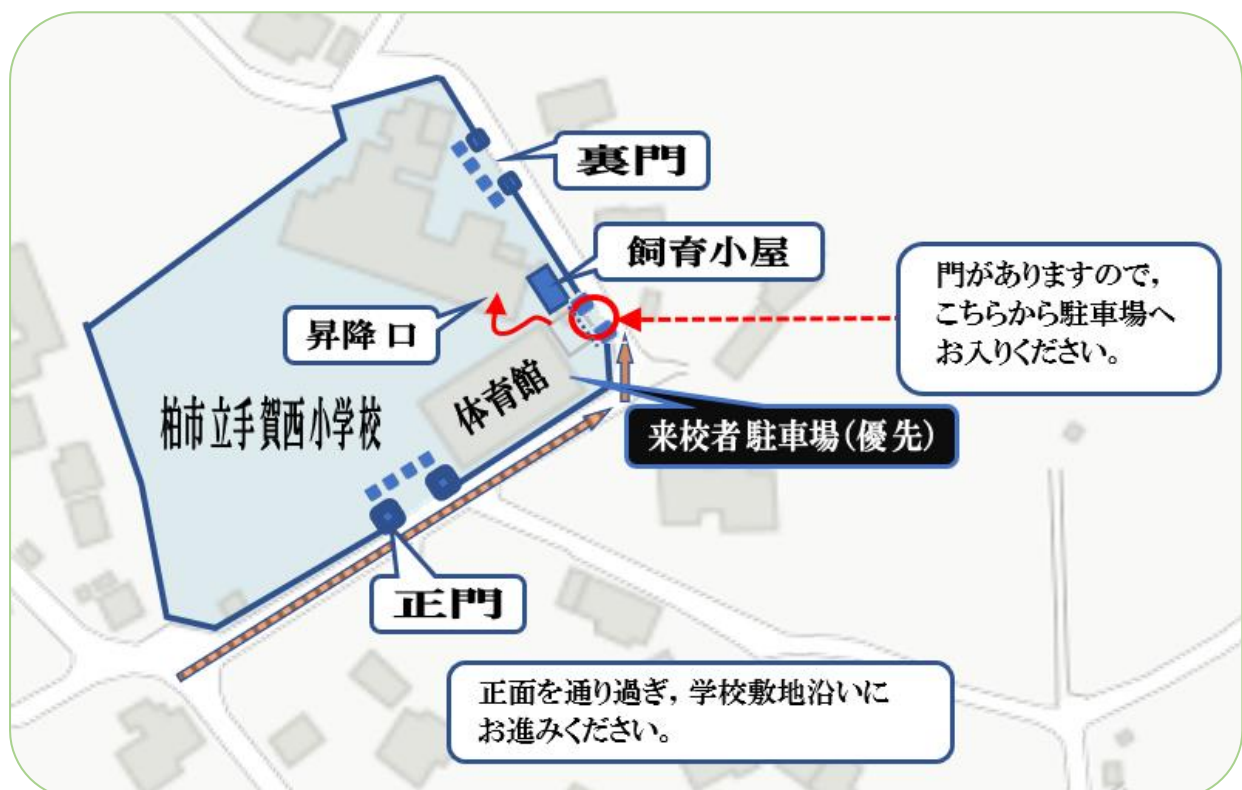 裏門
飼育小屋
門がありますので，
こちらから駐車場へ
お入りください。
昇降口
体育館
柏市立手賀西小学校
来校者駐車場（優先）
正門
正面を通り過ぎ，学校敷地沿いに
お進みください。